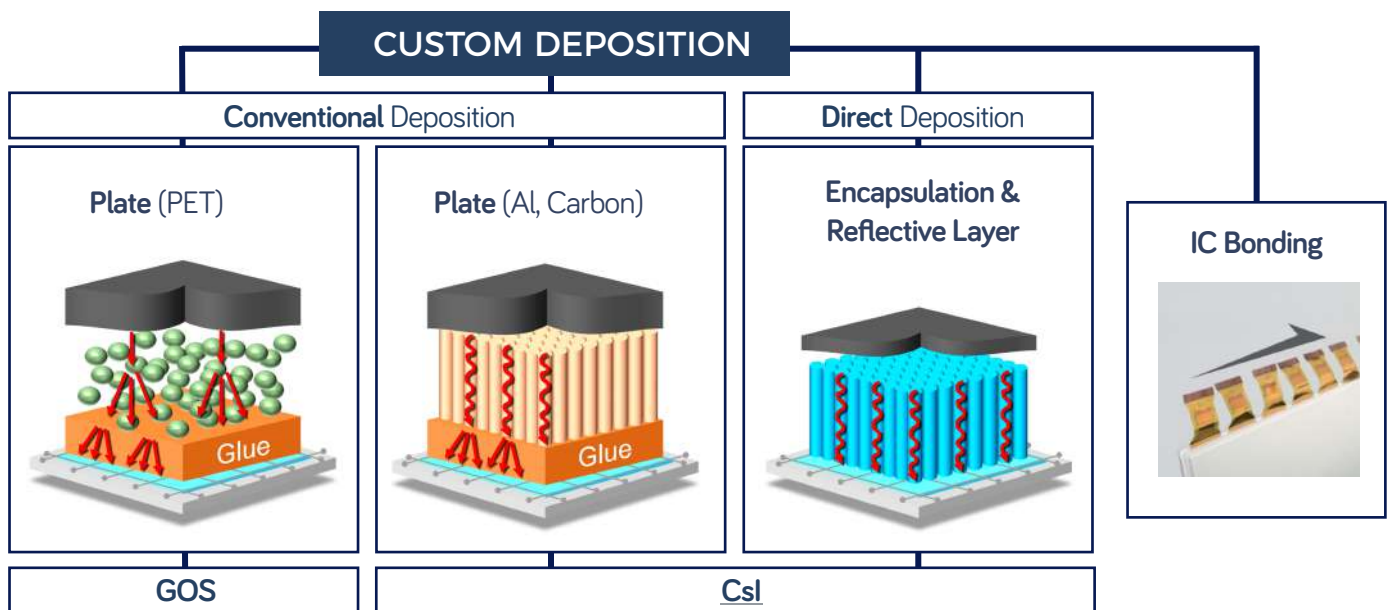 CUSTOM DEPOSITION
Conventional Deposition
Direct Deposition
Plate (PET)
Plate (Al, Carbon)
Encapsulation &
Reflective Layer
IC Bonding
Glue
Glue
GOS
CsI